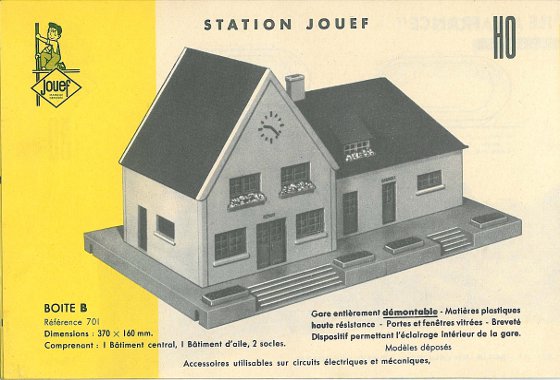 STATION JOUEF
HO
Jouef
BOITE B
Référence 701
Dimensions : 370 × 160 mm.
Comprenant : 1 Bâtiment central, 1 Bâtiment d'aile, 2 socles.
Gare entièrement démontable - Matières plastiques
haute résistance - Portes et fenêtres vitrées - Breveté
Dispositif permettant l'éclairage intérieur de la gare.
Modèles déposés
Accessoires utilisables sur circuits électriques et mécaniques,